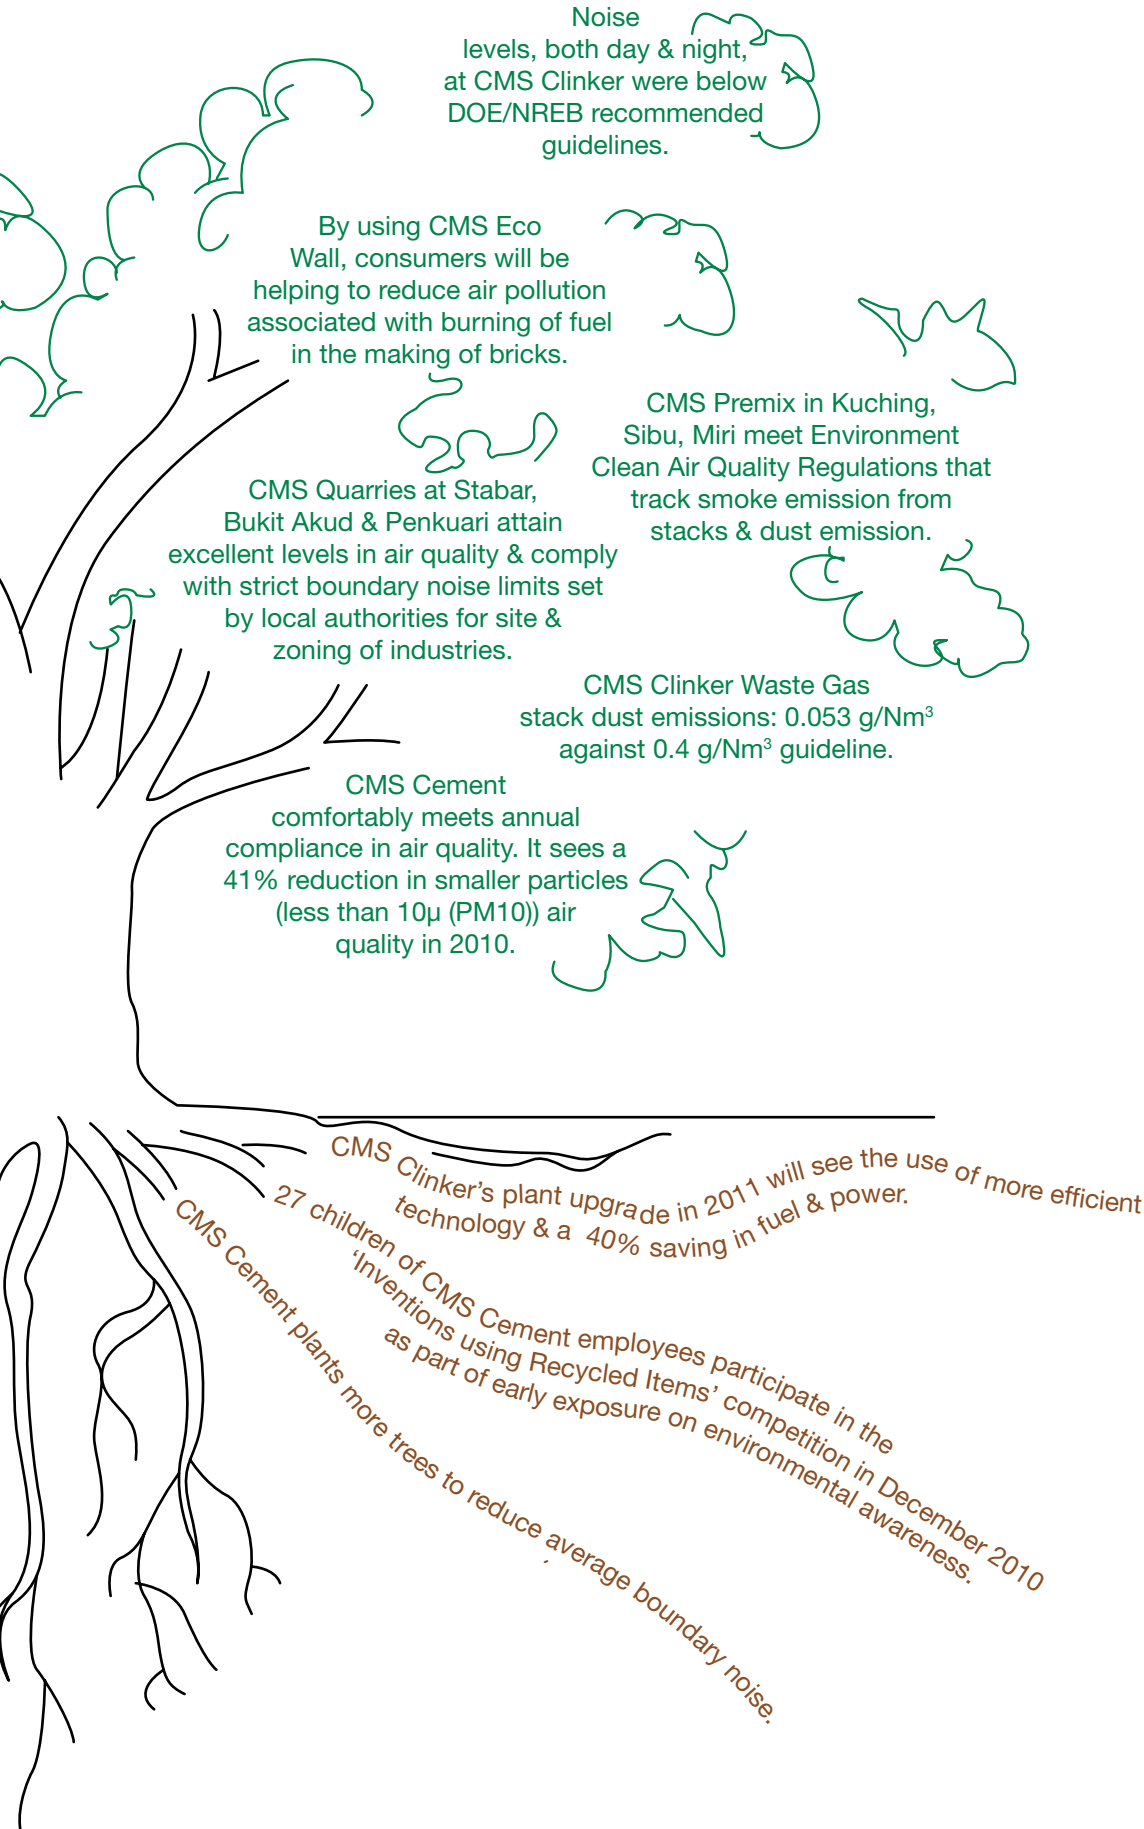 Noise
levels, both day & night,
at CMS Clinker were below
DOE/NREB recommended
guidelines.
By using CMS Eco
Wall, consumers will be
helping to reduce air pollution
associated with burning of fuel
in the making of bricks.
CMS Premix in Kuching,
Sibu, Miri meet Environment
Clean Air Quality Regulations that
track smoke emission from
stacks & dust emission.
CMS Quarries at Stabar,
Bukit Akud & Penkuari attain
excellent levels in air quality & comply
with strict boundary noise limits set
by local authorities for site &
zoning of industries.
CMS Clinker Waste Gas
stack dust emissions: 0.053 g/Nm³
against 0.4 g/Nm³ guideline.
CMS Cement
comfortably meets annual
compliance in air quality. It sees a
41% reduction in smaller particles
(less than 10µ (PM10)) air
quality in 2010.
CMS Clinker’s plant upgrade in 2011 will see the use of more efficient
technology & a 40% saving in fuel & power.
27 children of CMS Cement employees participate in the
‘Inventions using Recycled Items’ competition in December 2010
as part of early exposure on environmental awareness.
CMS Cement plants more trees to reduce average boundary noise.